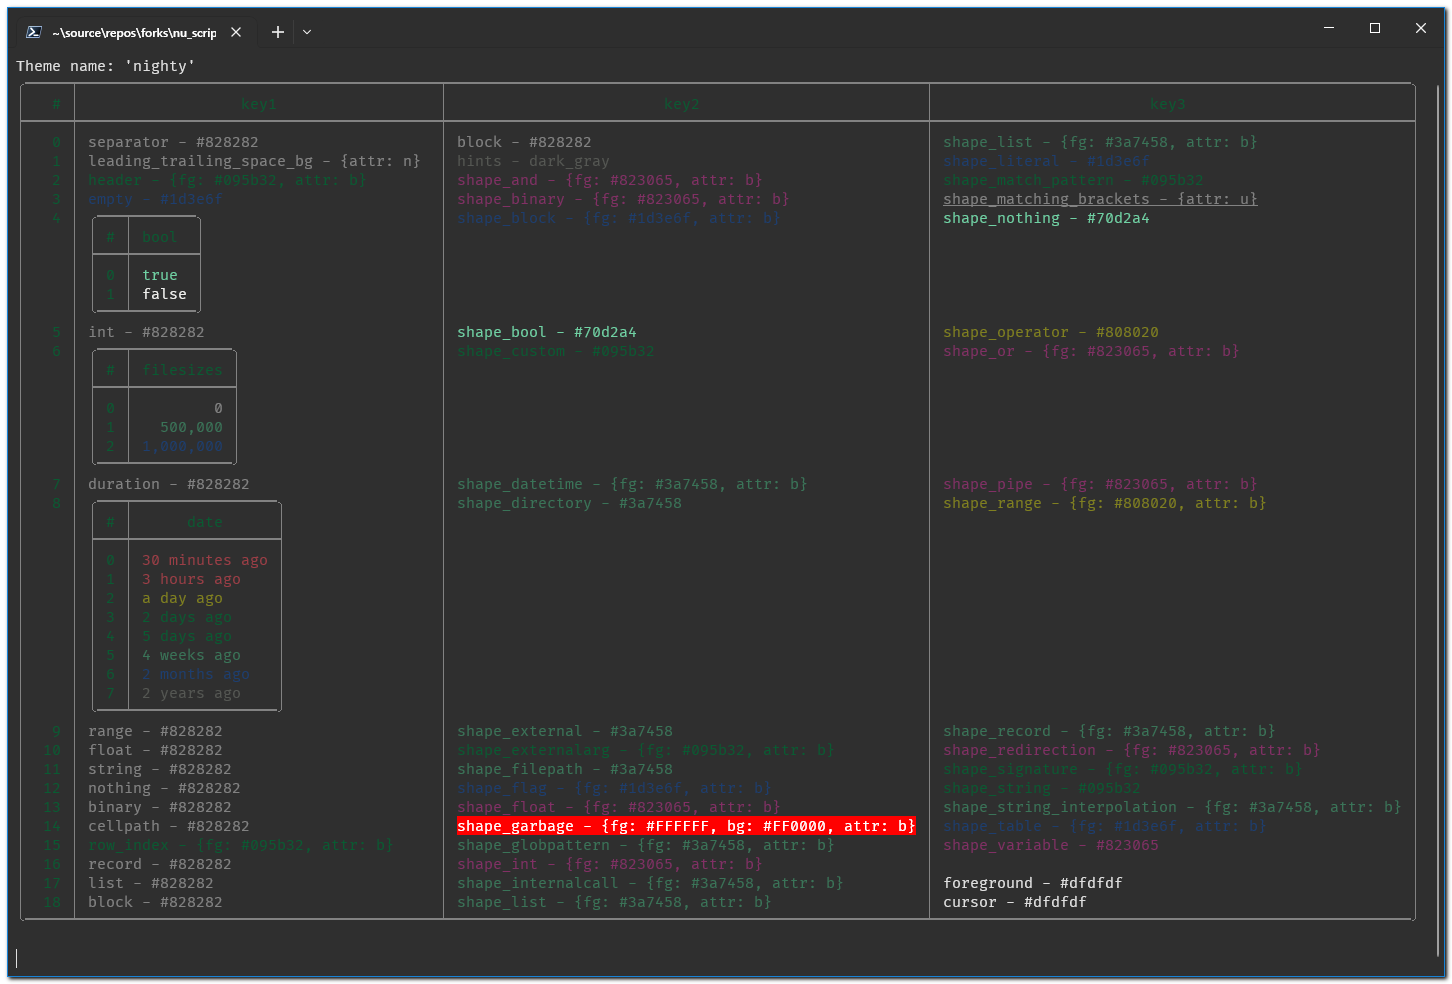 ~\source\repos\forks\nu_scrip
Theme name: 'nighty'
# key1 key2 key3
0 separator - #828282 block - #828282 shape_list - {fg: #3a7458, attr: b}
1 leading_trailing_space_bg - {attr: n} hints - dark_gray shape_literal - #1d3e6f
2 header - {fg: #095b32, attr: b} shape_and - {fg: #823065, attr: b} shape_match_pattern - #095b32
3 empty - #1d3e6f shape_binary - {fg: #823065, attr: b} shape_matching_brackets - {attr: u}
4 shape_block - {fg: #1d3e6f, attr: b} shape_nothing - #70d2a4
# bool
0 true
1 false
5 int - #828282 shape_bool - #70d2a4 shape_operator - #808020
6 shape_custom - #095b32 shape_or - {fg: #823065, attr: b}
# filesizes
0 0
1 500,000
2 1,000,000
7 duration - #828282 shape_datetime - {fg: #3a7458, attr: b} shape_pipe - {fg: #823065, attr: b}
8 shape_directory - #3a7458 shape_range - {fg: #808020, attr: b}
# date
0 30 minutes ago
1 3 hours ago
2 a day ago
3 2 days ago
4 5 days ago
5 4 weeks ago
6 2 months ago
7 2 years ago
9 range - #828282 shape_external - #3a7458 shape_record - {fg: #3a7458, attr: b}
10 float - #828282 shape_externalarg - {fg: #095b32, attr: b} shape_redirection - {fg: #823065, attr: b}
11 string - #828282 shape_filepath - #3a7458 shape_signature - {fg: #095b32, attr: b}
12 nothing - #828282 shape_flag - {fg: #1d3e6f, attr: b} shape_string - #095b32
13 binary - #828282 shape_float - {fg: #823065, attr: b} shape_string_interpolation - {fg: #3a7458, attr: b}
14 cellpath - #828282 shape_garbage - {fg: #FFFFFF, bg: #FF0000, attr: b} shape_table - {fg: #1d3e6f, attr: b}
15 row_index - {fg: #095b32, attr: b} shape_globpattern - {fg: #3a7458, attr: b} shape_variable - #823065
16 record - #828282 shape_int - {fg: #823065, attr: b}
17 list - #828282 shape_internalcall - {fg: #3a7458, attr: b} foreground - #dfdfdf
18 block - #828282 shape_list - {fg: #3a7458, attr: b} cursor - #dfdfdf